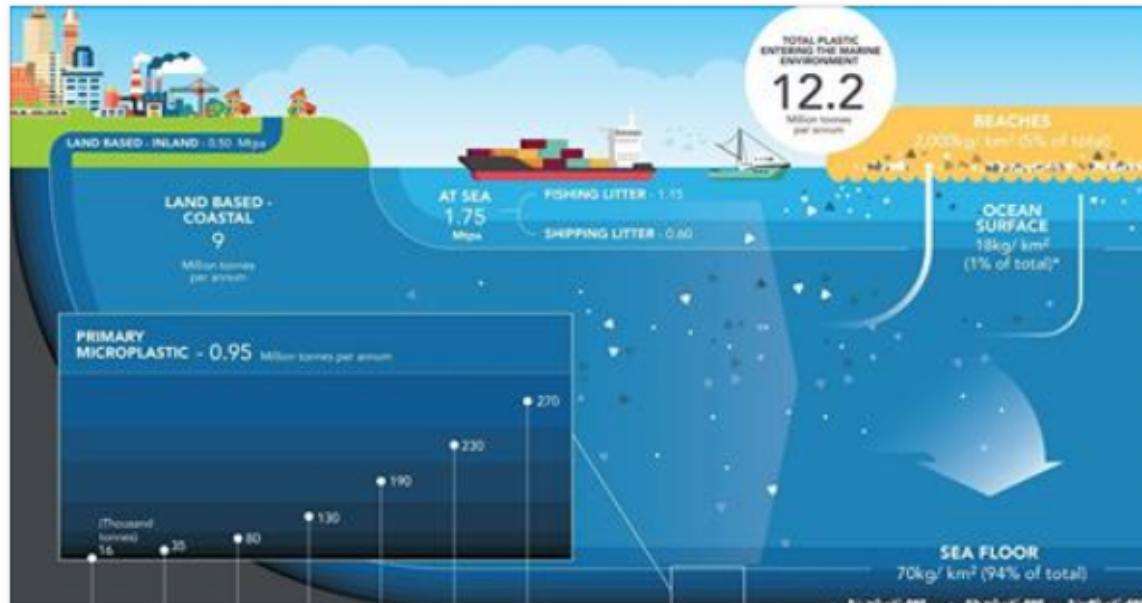 TOTAL PLASTIC
ENTERING THE MARINE
ENVIRONMENT
12.2
Million tonnes
per annum
LAND BASED - INLAND - 0.50 Mtpa
LAND BASED -
COASTAL
9
Million tonnes
per annum
AT SEA
1.75
Mtpa
FISHING LITTER - 1.15
SHIPPING LITTER - 0.60
BEACHES
2,000kg/ km² (5% of total)
OCEAN
SURFACE
18kg/ km²
(1% of total)*
PRIMARY
MICROPLASTIC - 0.95 Million tonnes per annum
270
230
190
130
80
35
(Thousand
tonnes)
16
SEA FLOOR
70kg/ km² (94% of total)